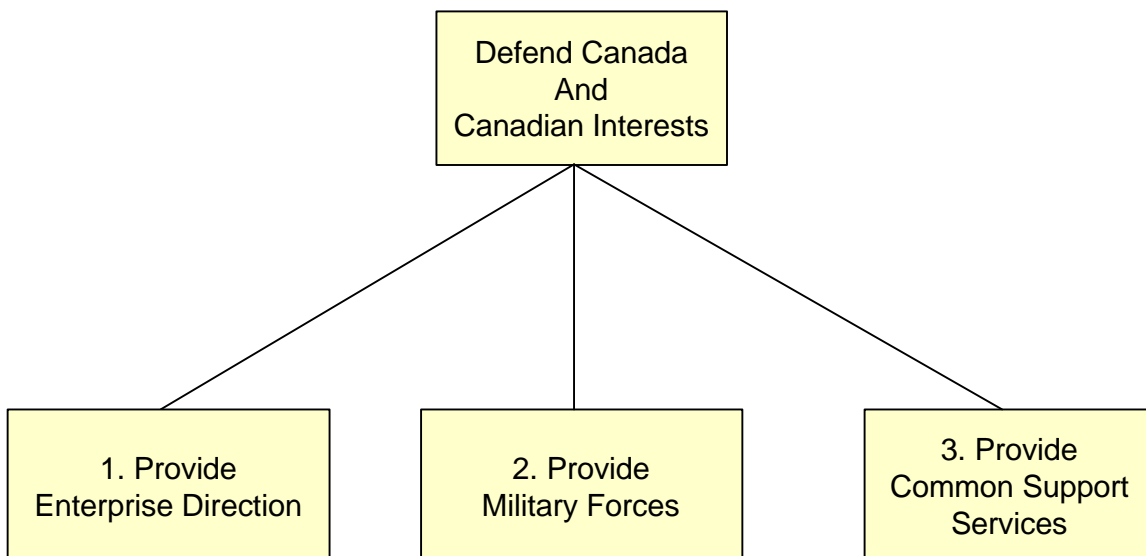 Defend Canada
And
Canadian Interests
1. Provide
Enterprise Direction
2. Provide
Military Forces
3. Provide
Common Support
Services